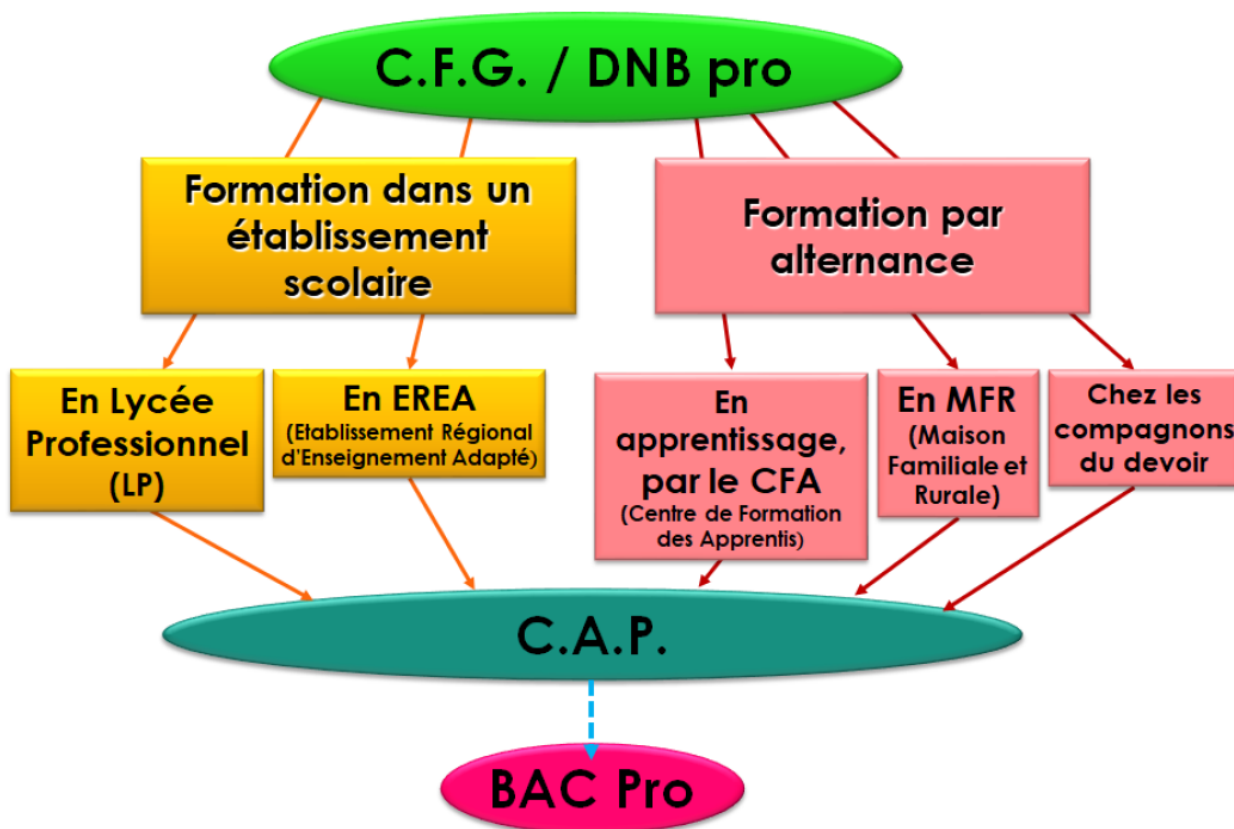 C.F.G. / DNB pro
Formation dans un
établissement
scolaire
Formation par
alternance
En Lycée
Professionnel
(LP)
En EREA
(Etablissement Régional
d'Enseignement Adapté)
En
apprentissage,
par le CFA
(Centre de Formation
des Apprentis)
En MFR
(Maison
Familiale et
Rurale)
Chez les
compagnons
du devoir
C.A.P.
BAC Pro